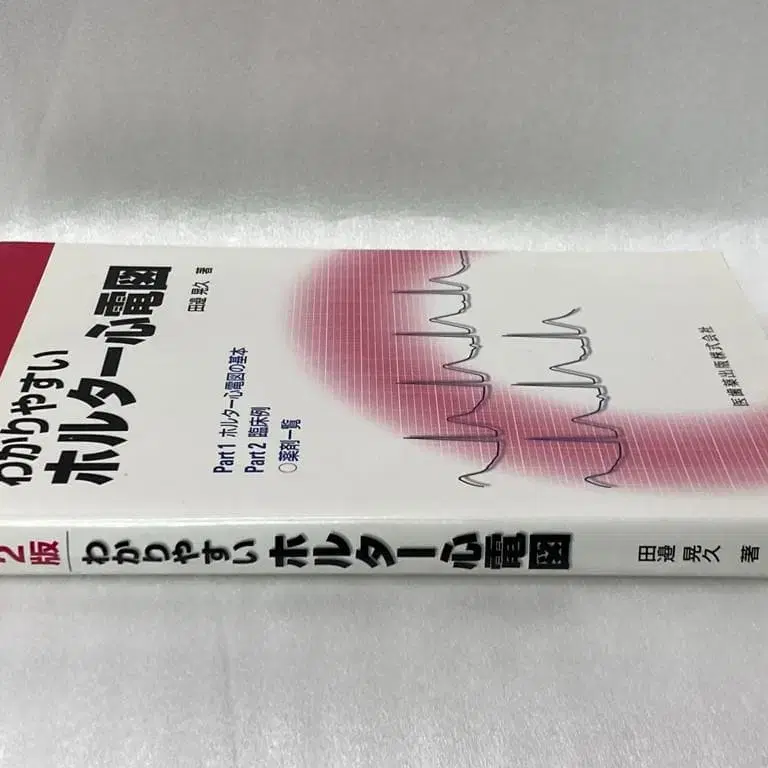 わかりやすい
ホルター心電図
田邉 晃久 著
Part 1 ホルター心電図の基本
Part 2 臨床例
○薬剤一覧
医歯薬出版株式会社
2版 わかりやすい ホルター心電図 田邉 晃久 著